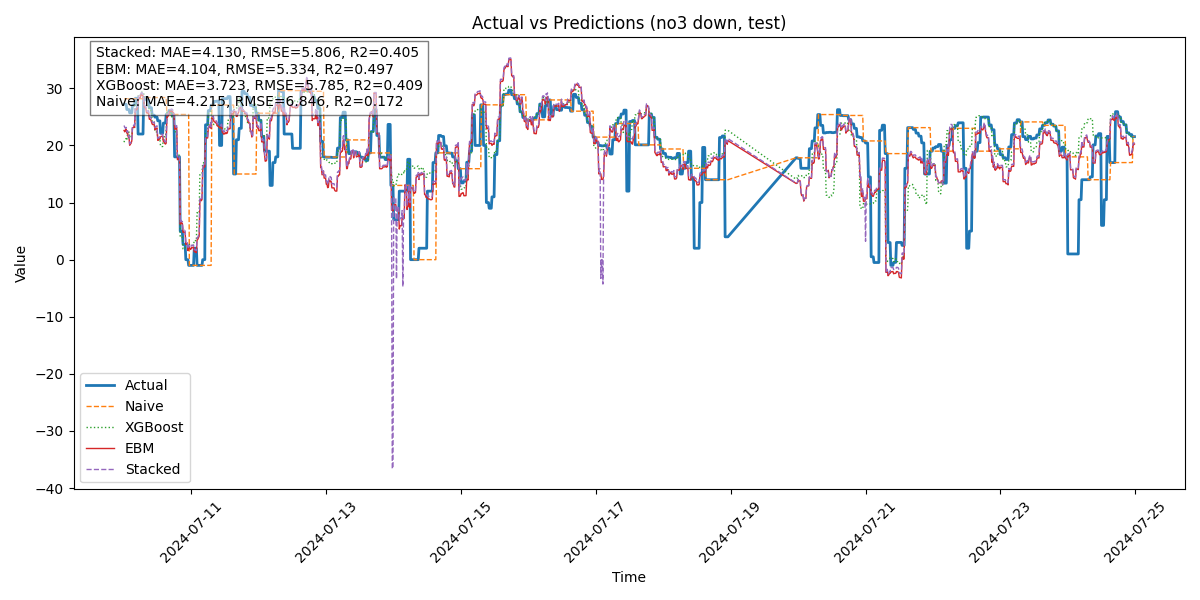 Actual vs Predictions (no3 down, test)
Stacked: MAE=4.130, RMSE=5.806, R2=0.405
EBM: MAE=4.104, RMSE=5.334, R2=0.497
XGBoost: MAE=3.723, RMSE=5.785, R2=0.409
Naive: MAE=4.215, RMSE=6.846, R2=0.172
Value
30
20
10
0
−10
−20
−30
−40
Actual
Naive
XGBoost
EBM
Stacked
2024-07-11
2024-07-13
2024-07-15
2024-07-17
2024-07-19
2024-07-21
2024-07-23
2024-07-25
Time